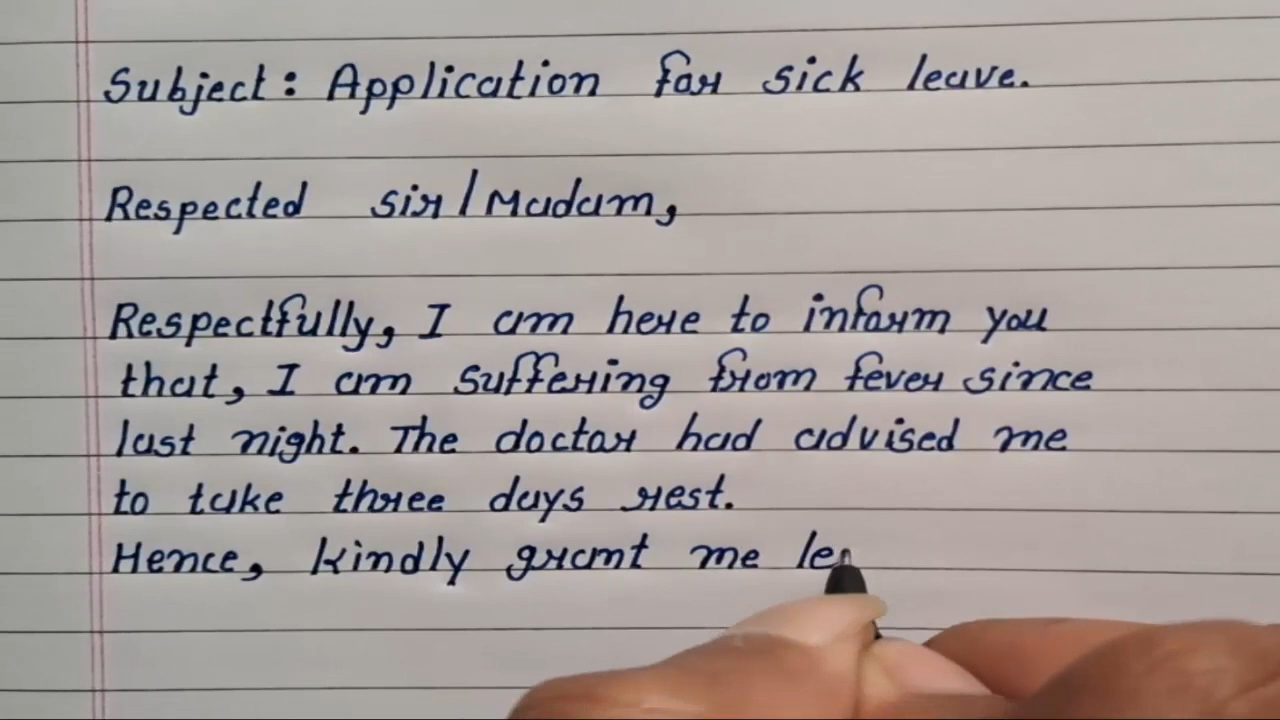 Subject: Application for sick leave.
Respected sir/Madam,
Respectfully, I am here to inform you
that, I am suffering from fever since
last night. The doctor had advised me
to take three days rest.
Hence, kindly grant me le